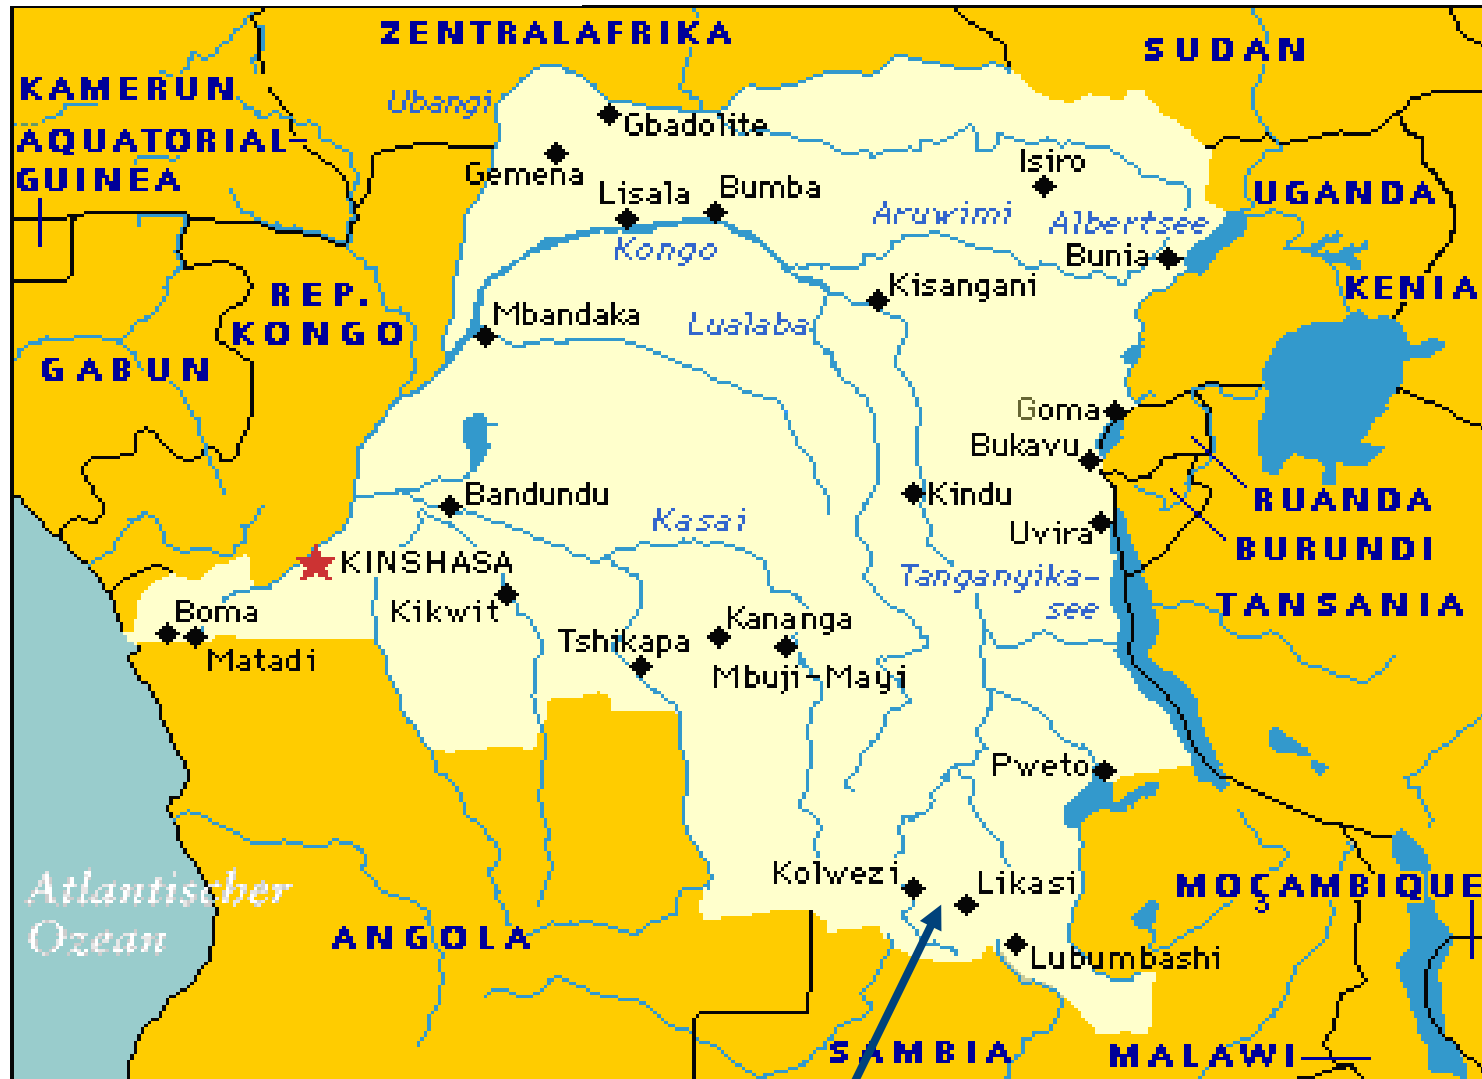 ZENTRALAFRIKA
SUDAN
KAMERUN
Ubangi
Gbadolite
AQUATORIAL-
GUINEA
Gemena
Isiro
Lisala
Bumba
UGANDA
Aruwimi
Albertsee
Kongo
Bunia
REP.
KONGO
Kisangani
KENIA
Mbandaka
Lualaba
GABUN
Goma
Bukavu
Bandundu
Kindu
RUANDA
Kasai
Uvira
BURUNDI
KINSHASA
Tanganyika-
see
TANSANIA
Boma
Kikwit
Kananga
Matadi
Tshikapa
Mbuji-Mayi
Pweto
Kolwezi
Likasi
MOÇAMBIQUE
Atlantischer
Ozean
ANGOLA
Lubumbashi
SAMBIA
MALAWI